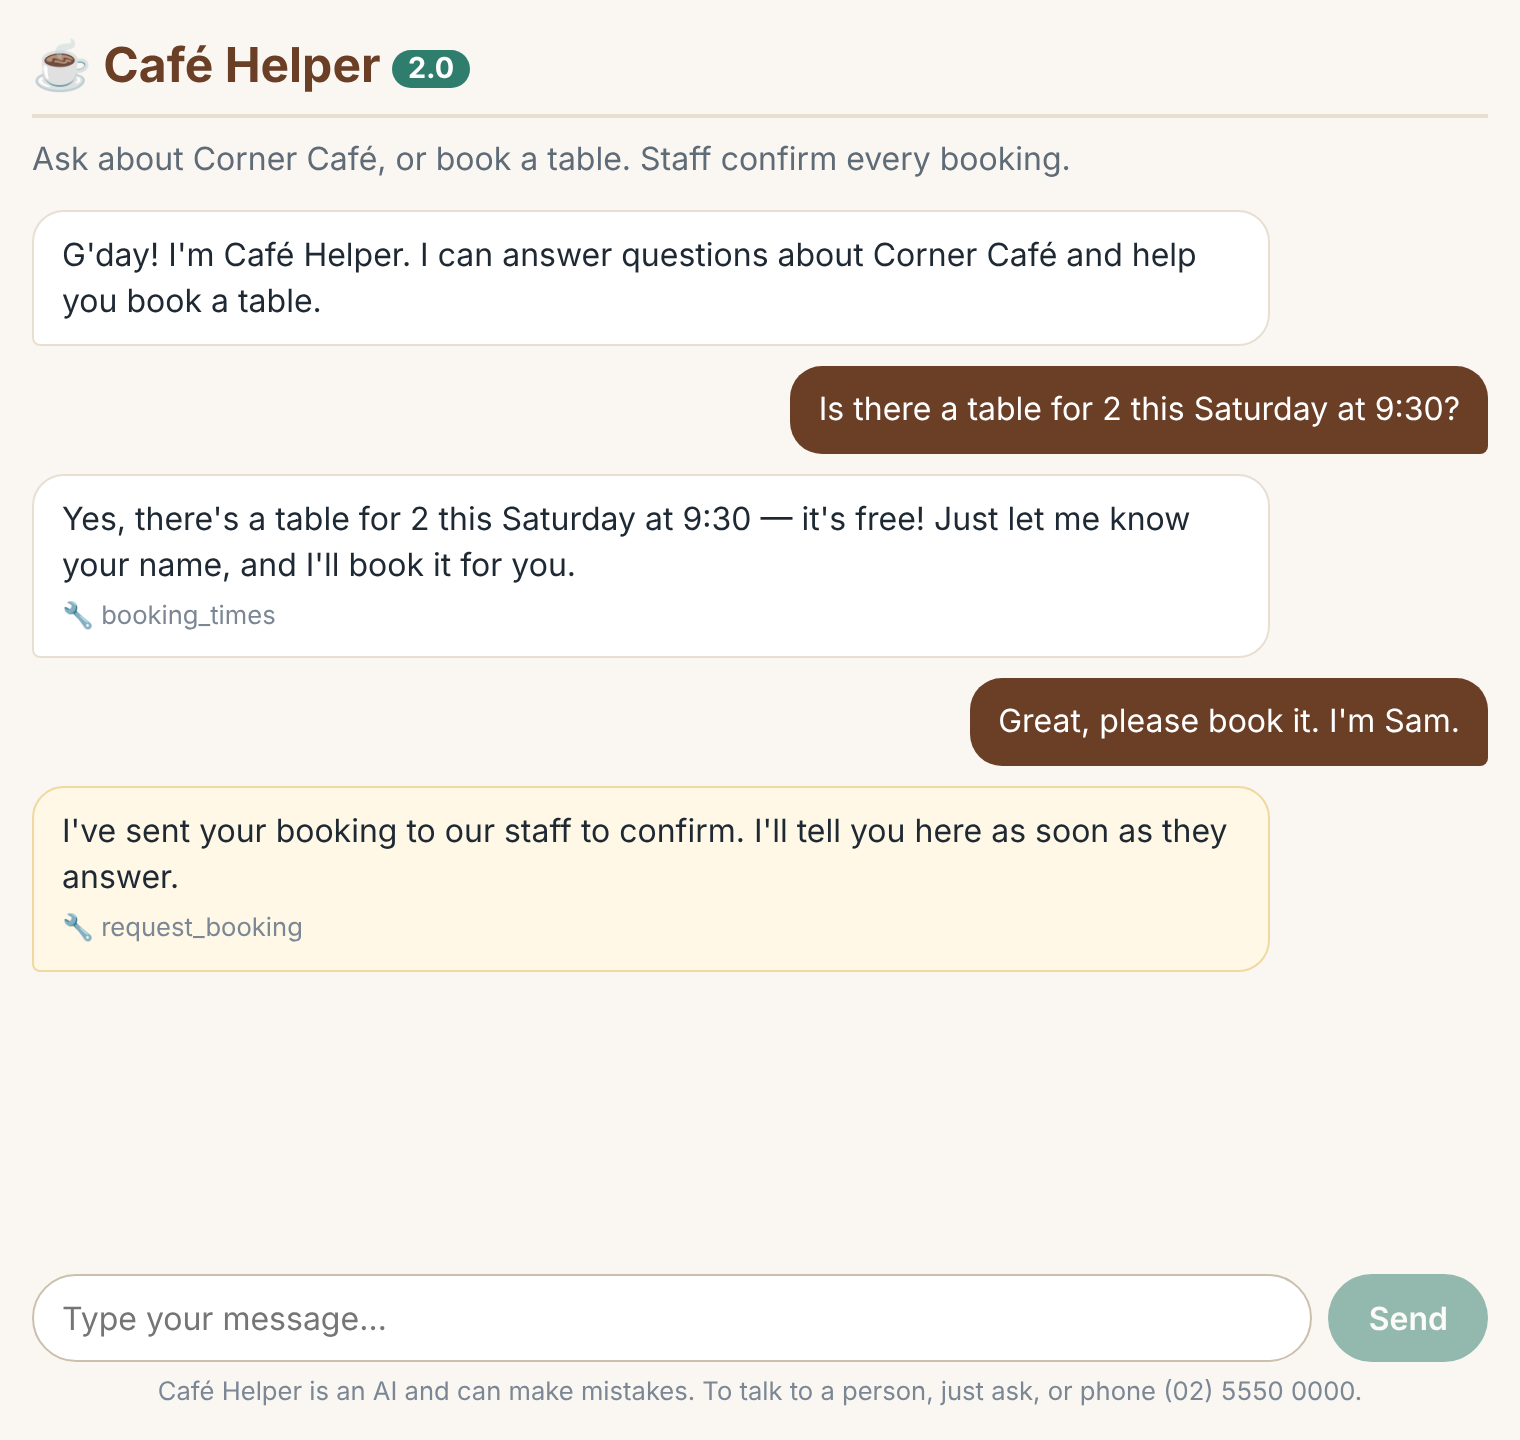 Café Helper 2.0
Ask about Corner Café, or book a table. Staff confirm every booking.
G'day! I'm Café Helper. I can answer questions about Corner Café and help
you book a table.
Is there a table for 2 this Saturday at 9:30?
Yes, there's a table for 2 this Saturday at 9:30 — it's free! Just let me know
your name, and I'll book it for you.
booking_times
Great, please book it. I'm Sam.
I've sent your booking to our staff to confirm. I'll tell you here as soon as they
answer.
request_booking
Type your message...
Send
Café Helper is an AI and can make mistakes. To talk to a person, just ask, or phone (02) 5550 0000.